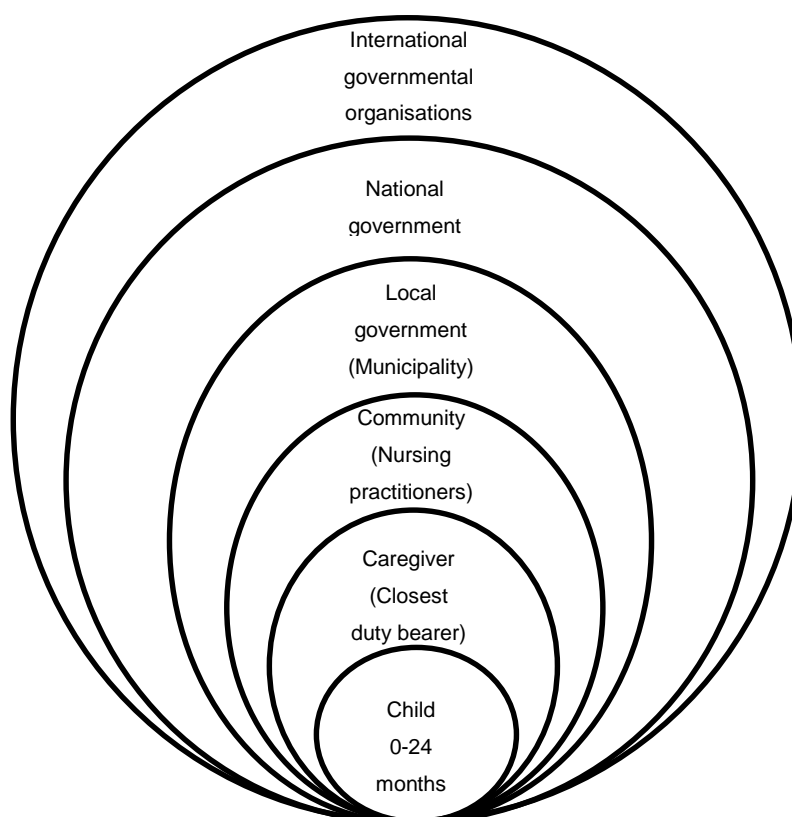 International
governmental
organisations
National
government
Local
government
(Municipality)
Community
(Nursing
practitioners)
Caregiver
(Closest
duty bearer)
Child
0-24
months